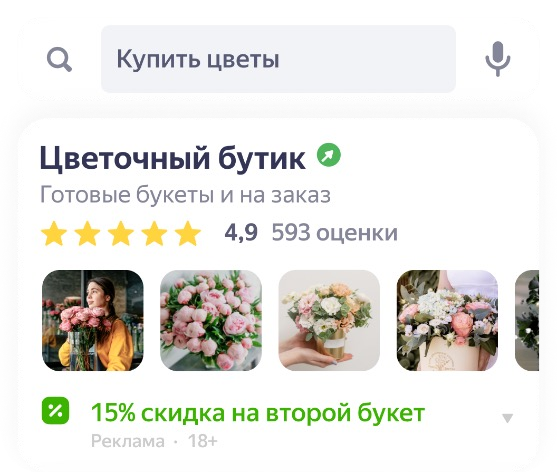 Купить цветы
Цветочный бутик
Готовые букеты и на заказ
4,9 593 оценки
15% скидка на второй букет
Реклама · 18+